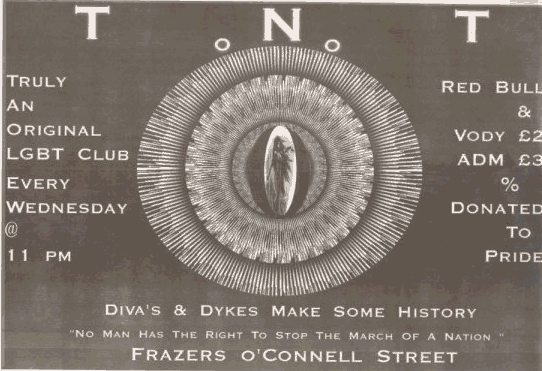 T . N . T
TRULY
AN
ORIGINAL
LGBT CLUB
EVERY
WEDNESDAY
@
11 PM
RED BULL
&
VODY £2
ADM £3
%
DONATED
TO
PRIDE
DIVA'S & DYKES MAKE SOME HISTORY
"NO MAN HAS THE RIGHT TO STOP THE MARCH OF A NATION "
FRAZERS O'CONNELL STREET